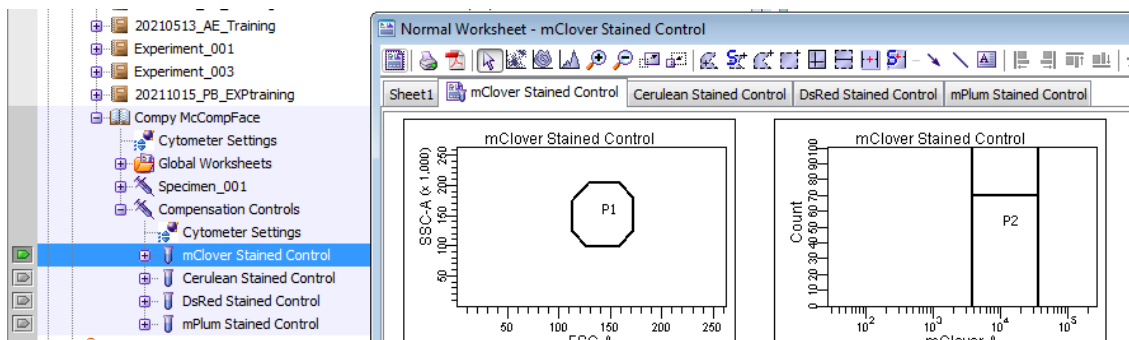 20210513_AE_Training
Experiment_001
Experiment_003
20211015_PB_EXPtraining
Compy McCompFace
Cytometer Settings
Global Worksheets
Specimen_001
Compensation Controls
Cytometer Settings
mClover Stained Control
Cerulean Stained Control
DsRed Stained Control
mPlum Stained Control
Normal Worksheet - mClover Stained Control
Sheet1 mClover Stained Control Cerulean Stained Control DsRed Stained Control mPlum Stained Control
mClover Stained Control
SSC-A (x 1,000)
50 100 150 200 250
P1
50 100 150 200 250
mClover Stained Control
Count
0 10 20 30 40 50 60 70 80 90 100
P2
10² 10³ 10⁴ 10⁵